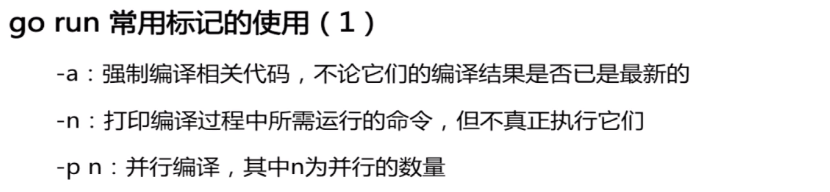 go run 常用标记的使用（1）
-a：强制编译相关代码，不论它们的编译结果是否已是最新的
-n：打印编译过程中所需运行的命令，但不真正执行它们
-p n：并行编译，其中n为并行的数量